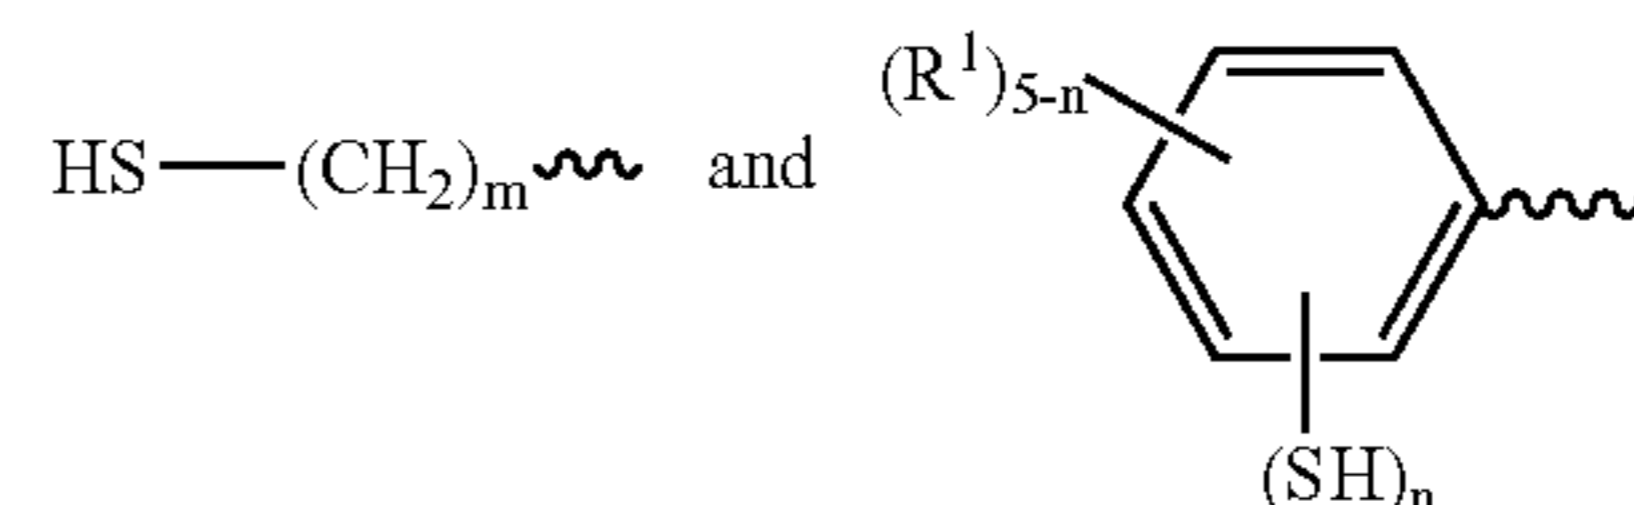 (R¹)₅₋ₙ
HS—(CH₂)ₘ and
(SH)ₙ